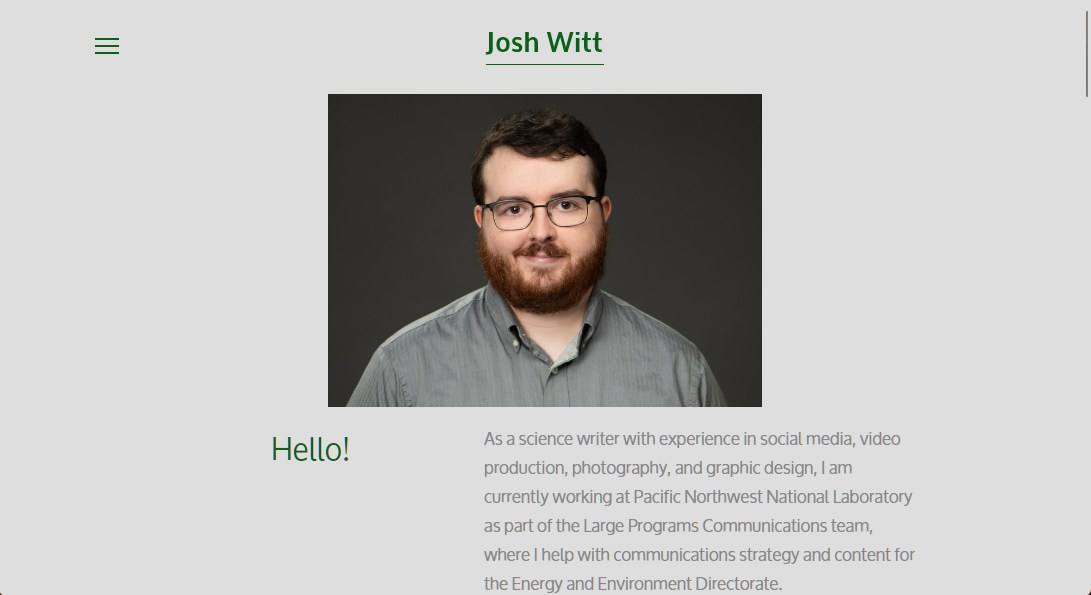 Josh Witt
Hello!
As a science writer with experience in social media, video
production, photography, and graphic design, I am
currently working at Pacific Northwest National Laboratory
as part of the Large Programs Communications team,
where I help with communications strategy and content for
the Energy and Environment Directorate.